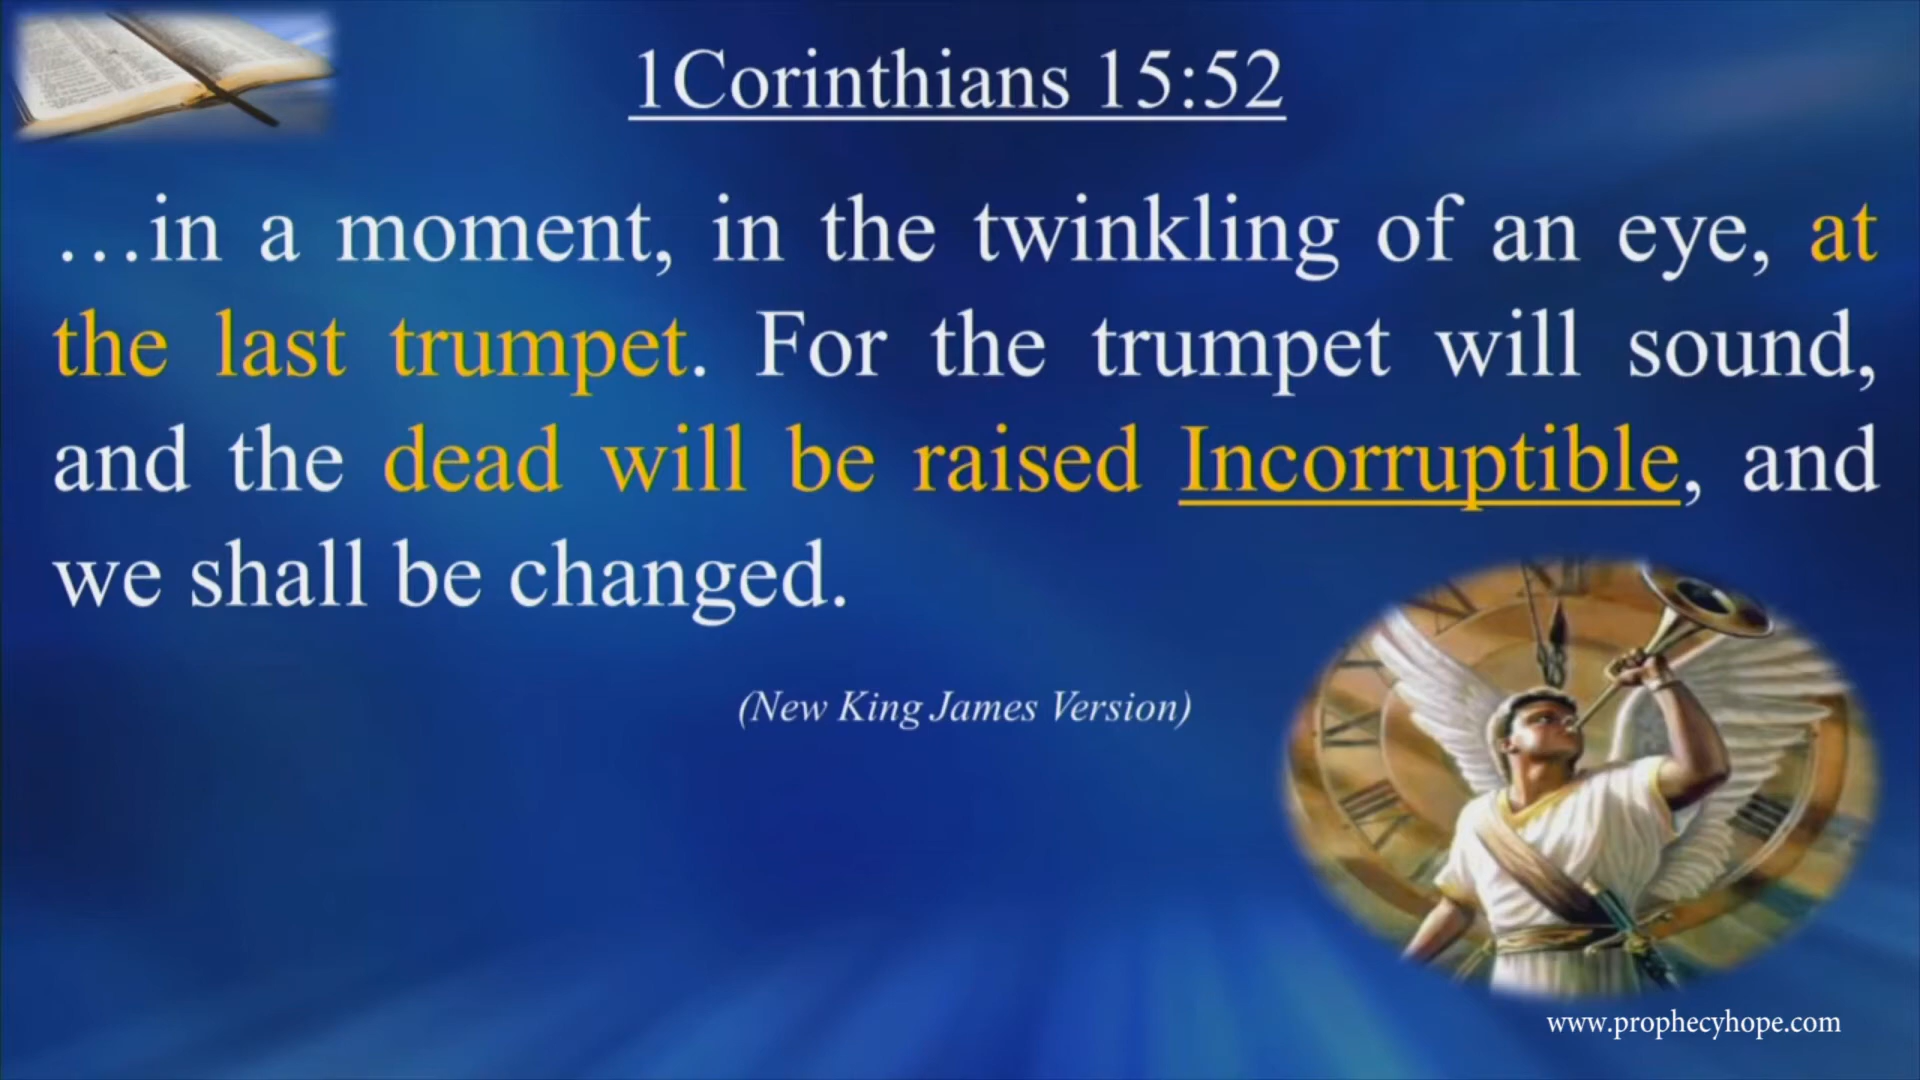 1Corinthians 15:52
…in a moment, in the twinkling of an eye, at
the last trumpet. For the trumpet will sound,
and the dead will be raised Incorruptible, and
we shall be changed.
(New King James Version)
www.prophecyhope.com